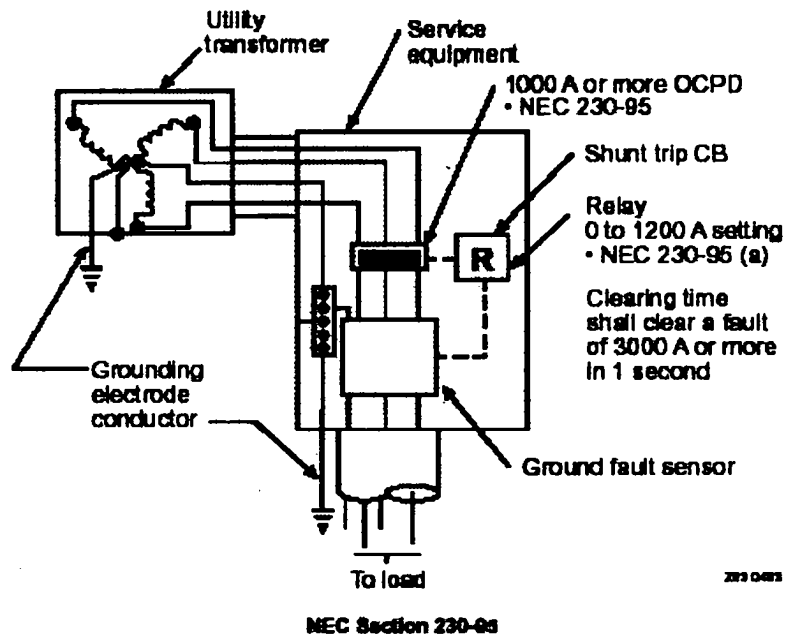 Utility
transformer
Service
equipment
1000 A or more OCPD
• NEC 230-95
Shunt trip CB
Relay
0 to 1200 A setting
• NEC 230-95 (a)
R
Clearing time
shall clear a fault
of 3000 A or more
in 1 second
Grounding
electrode
conductor
Ground fault sensor
To load
NEC Section 230-95